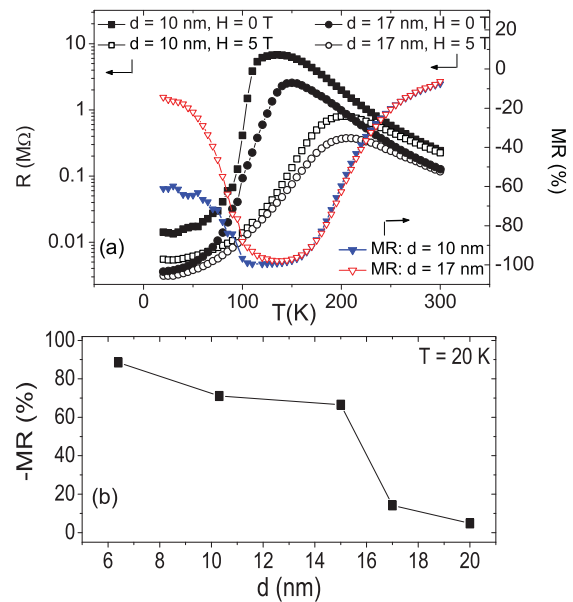 d = 10 nm, H = 0 T
d = 17 nm, H = 0 T
d = 10 nm, H = 5 T
d = 17 nm, H = 5 T
10
1
0.1
0.01
R (MΩ)
20
0
-20
-40
-60
-80
-100
MR (%)
(a)
MR: d = 10 nm
MR: d = 17 nm
0
100
200
300
T(K)
100
80
60
40
20
0
-MR (%)
T = 20 K
(b)
6
8
10
12
14
16
18
20
d (nm)